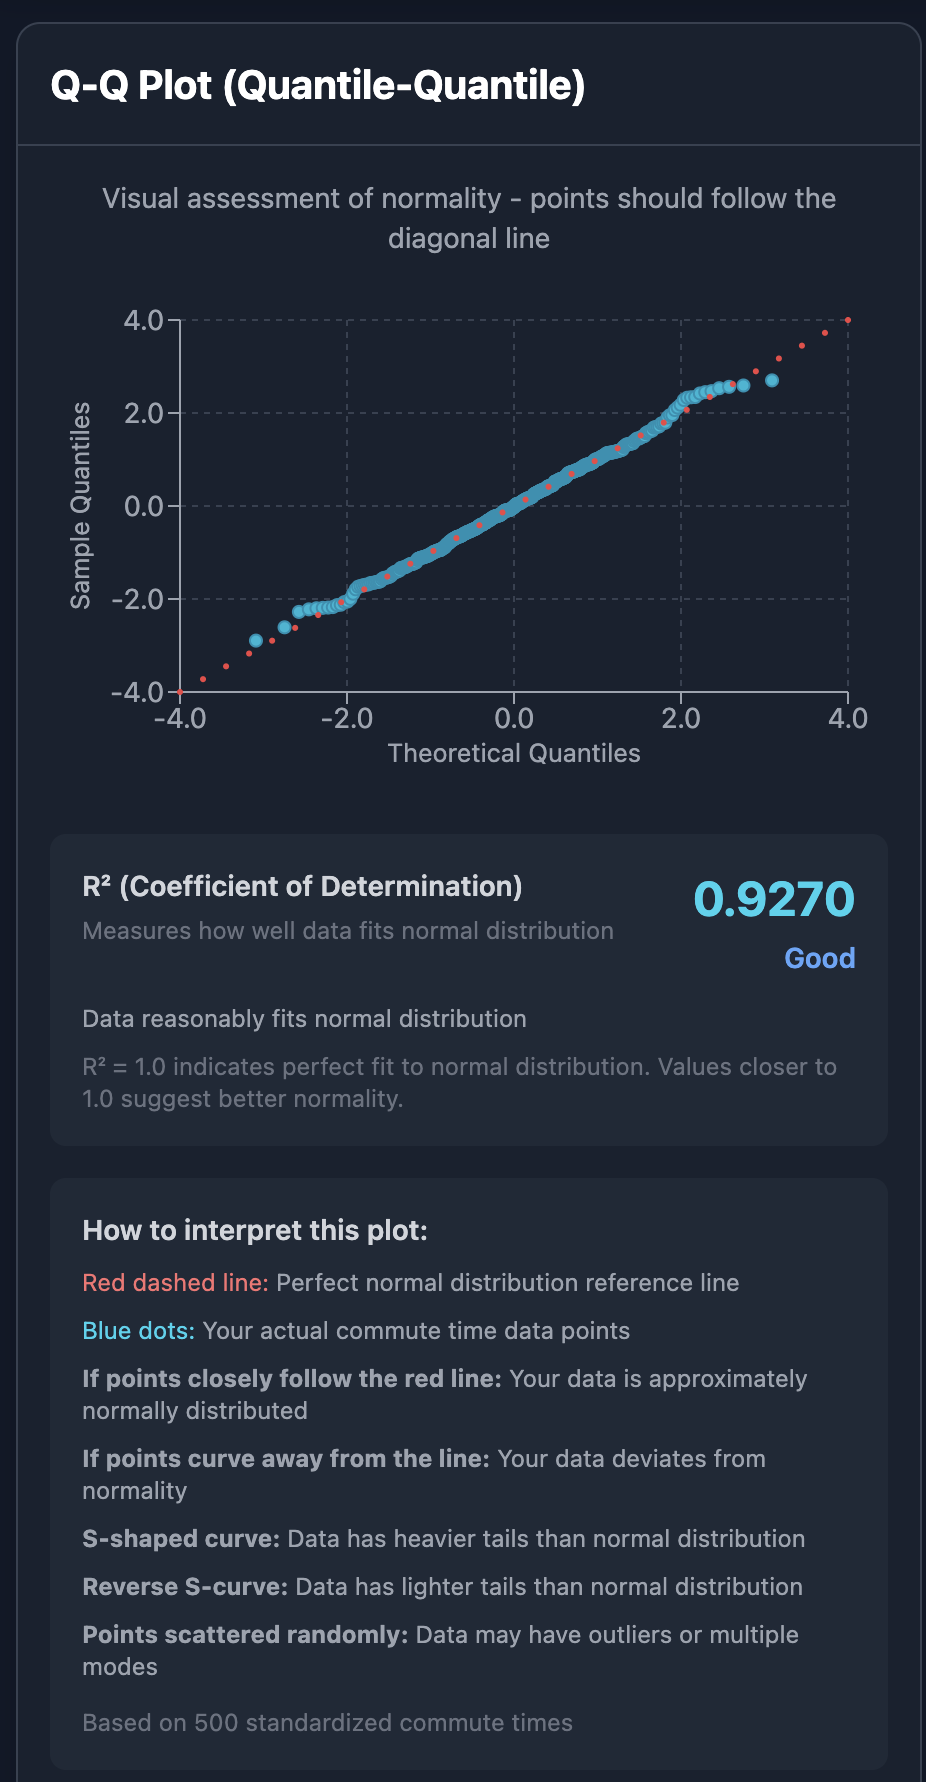 Q-Q Plot (Quantile-Quantile)
Visual assessment of normality - points should follow the
diagonal line
4.0
2.0
0.0
-2.0
-4.0
Sample Quantiles
-4.0
-2.0
0.0
2.0
4.0
Theoretical Quantiles
R² (Coefficient of Determination)
0.9270
Measures how well data fits normal distribution
Good
Data reasonably fits normal distribution
R² = 1.0 indicates perfect fit to normal distribution. Values closer to
1.0 suggest better normality.
How to interpret this plot:
Red dashed line: Perfect normal distribution reference line
Blue dots: Your actual commute time data points
If points closely follow the red line: Your data is approximately
normally distributed
If points curve away from the line: Your data deviates from
normality
S-shaped curve: Data has heavier tails than normal distribution
Reverse S-curve: Data has lighter tails than normal distribution
Points scattered randomly: Data may have outliers or multiple
modes
Based on 500 standardized commute times